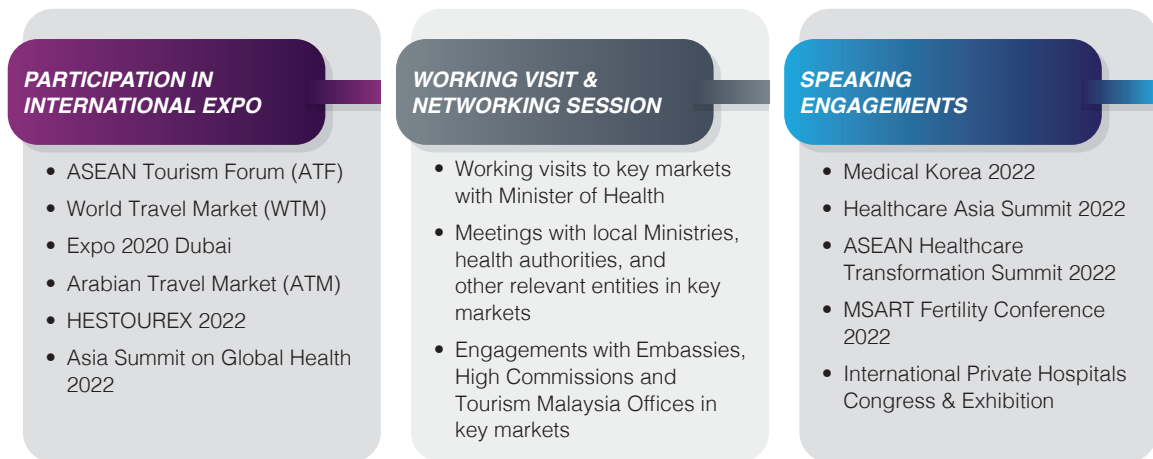 PARTICIPATION IN
INTERNATIONAL EXPO
• ASEAN Tourism Forum (ATF)
• World Travel Market (WTM)
• Expo 2020 Dubai
• Arabian Travel Market (ATM)
• HESTOUREX 2022
• Asia Summit on Global Health
2022
WORKING VISIT &
NETWORKING SESSION
• Working visits to key markets
with Minister of Health
• Meetings with local Ministries,
health authorities, and
other relevant entities in key
markets
• Engagements with Embassies,
High Commissions and
Tourism Malaysia Offices in
key markets
SPEAKING
ENGAGEMENTS
• Medical Korea 2022
• Healthcare Asia Summit 2022
• ASEAN Healthcare
Transformation Summit 2022
• MSART Fertility Conference
2022
• International Private Hospitals
Congress & Exhibition